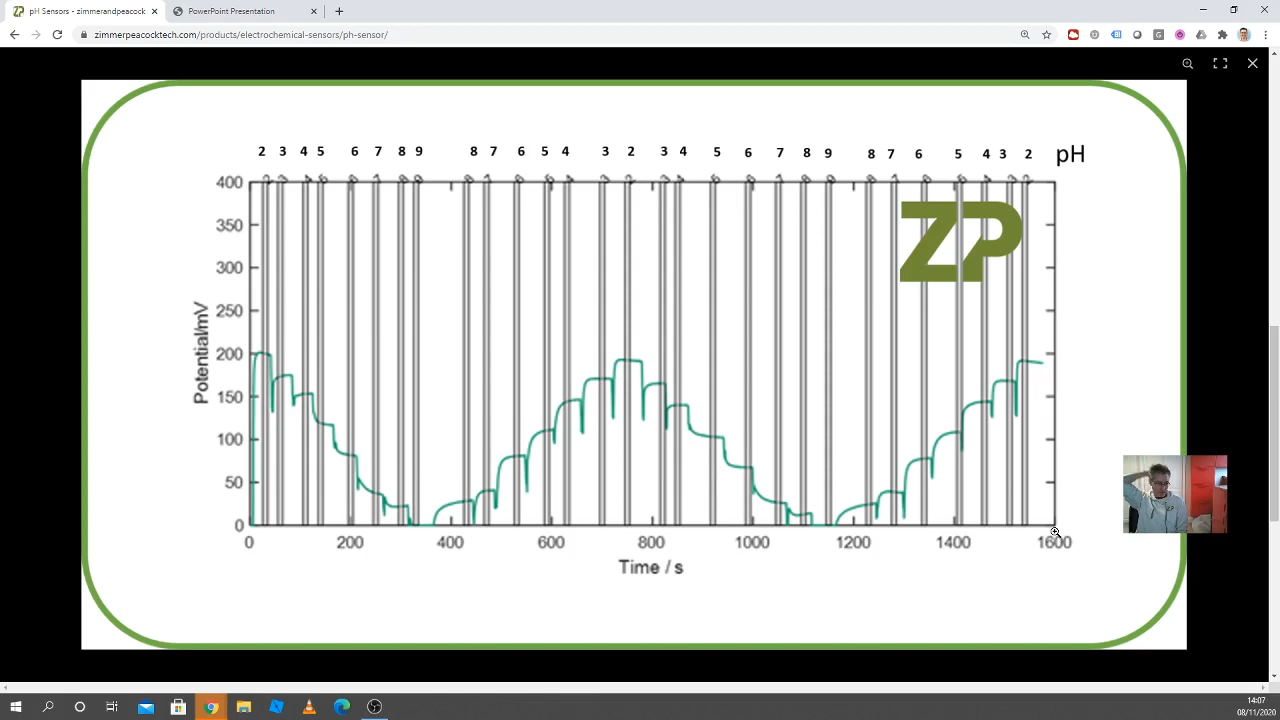 pH Sensors - zimmerandpeacock
PowerPoint Presentation
zimmerpeacocktech.com/products/electrochemical-sensors/ph-sensor/
2 3 4 5 6 7 8 9 8 7 6 5 4 3 2 3 4 5 6 7 8 9 8 7 6 5 4 3 2 pH
400
350
300
250
200
150
100
50
0
Potential/mV
ZP
0 200 400 600 800 1000 1200 1400 1600
Time / s
14:07
08/11/2020